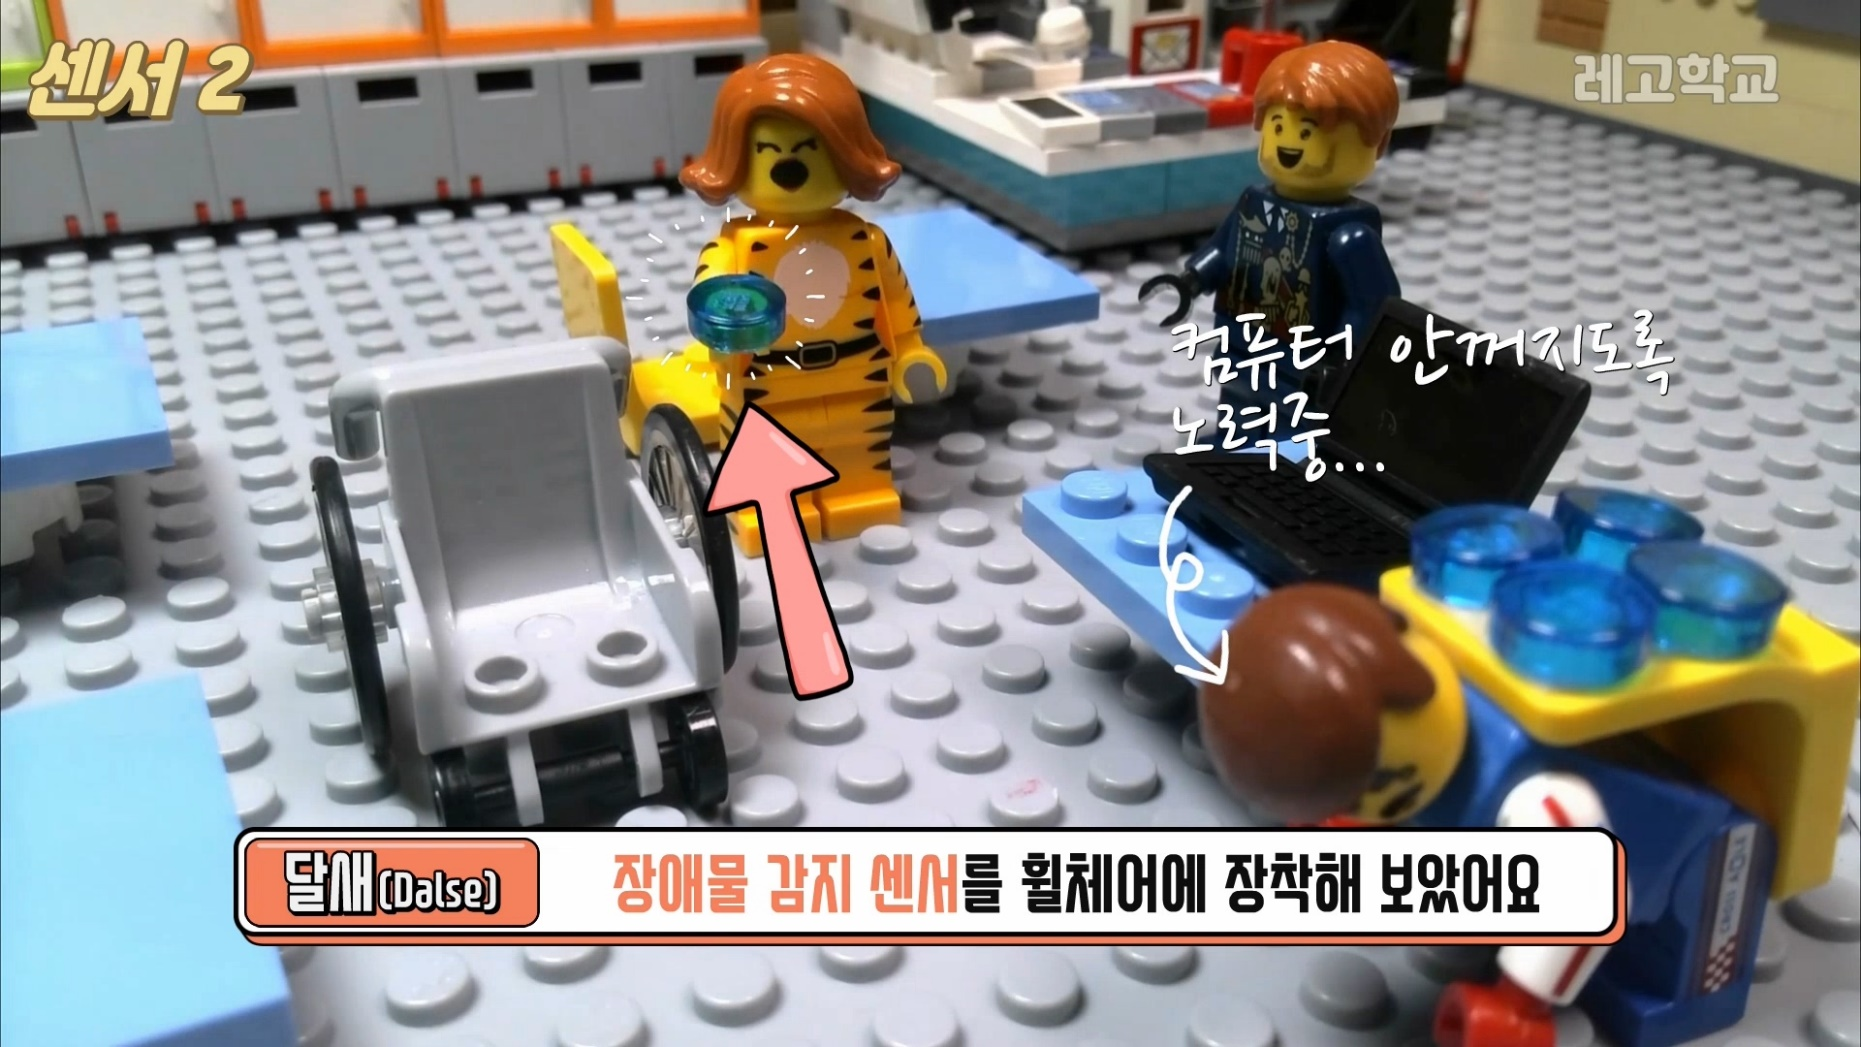 센서 2
레고학교
컴퓨터 안꺼지도록
노력중...
달새(Dalse)
장애물 감지 센서를 휠체어에 장착해 보았어요